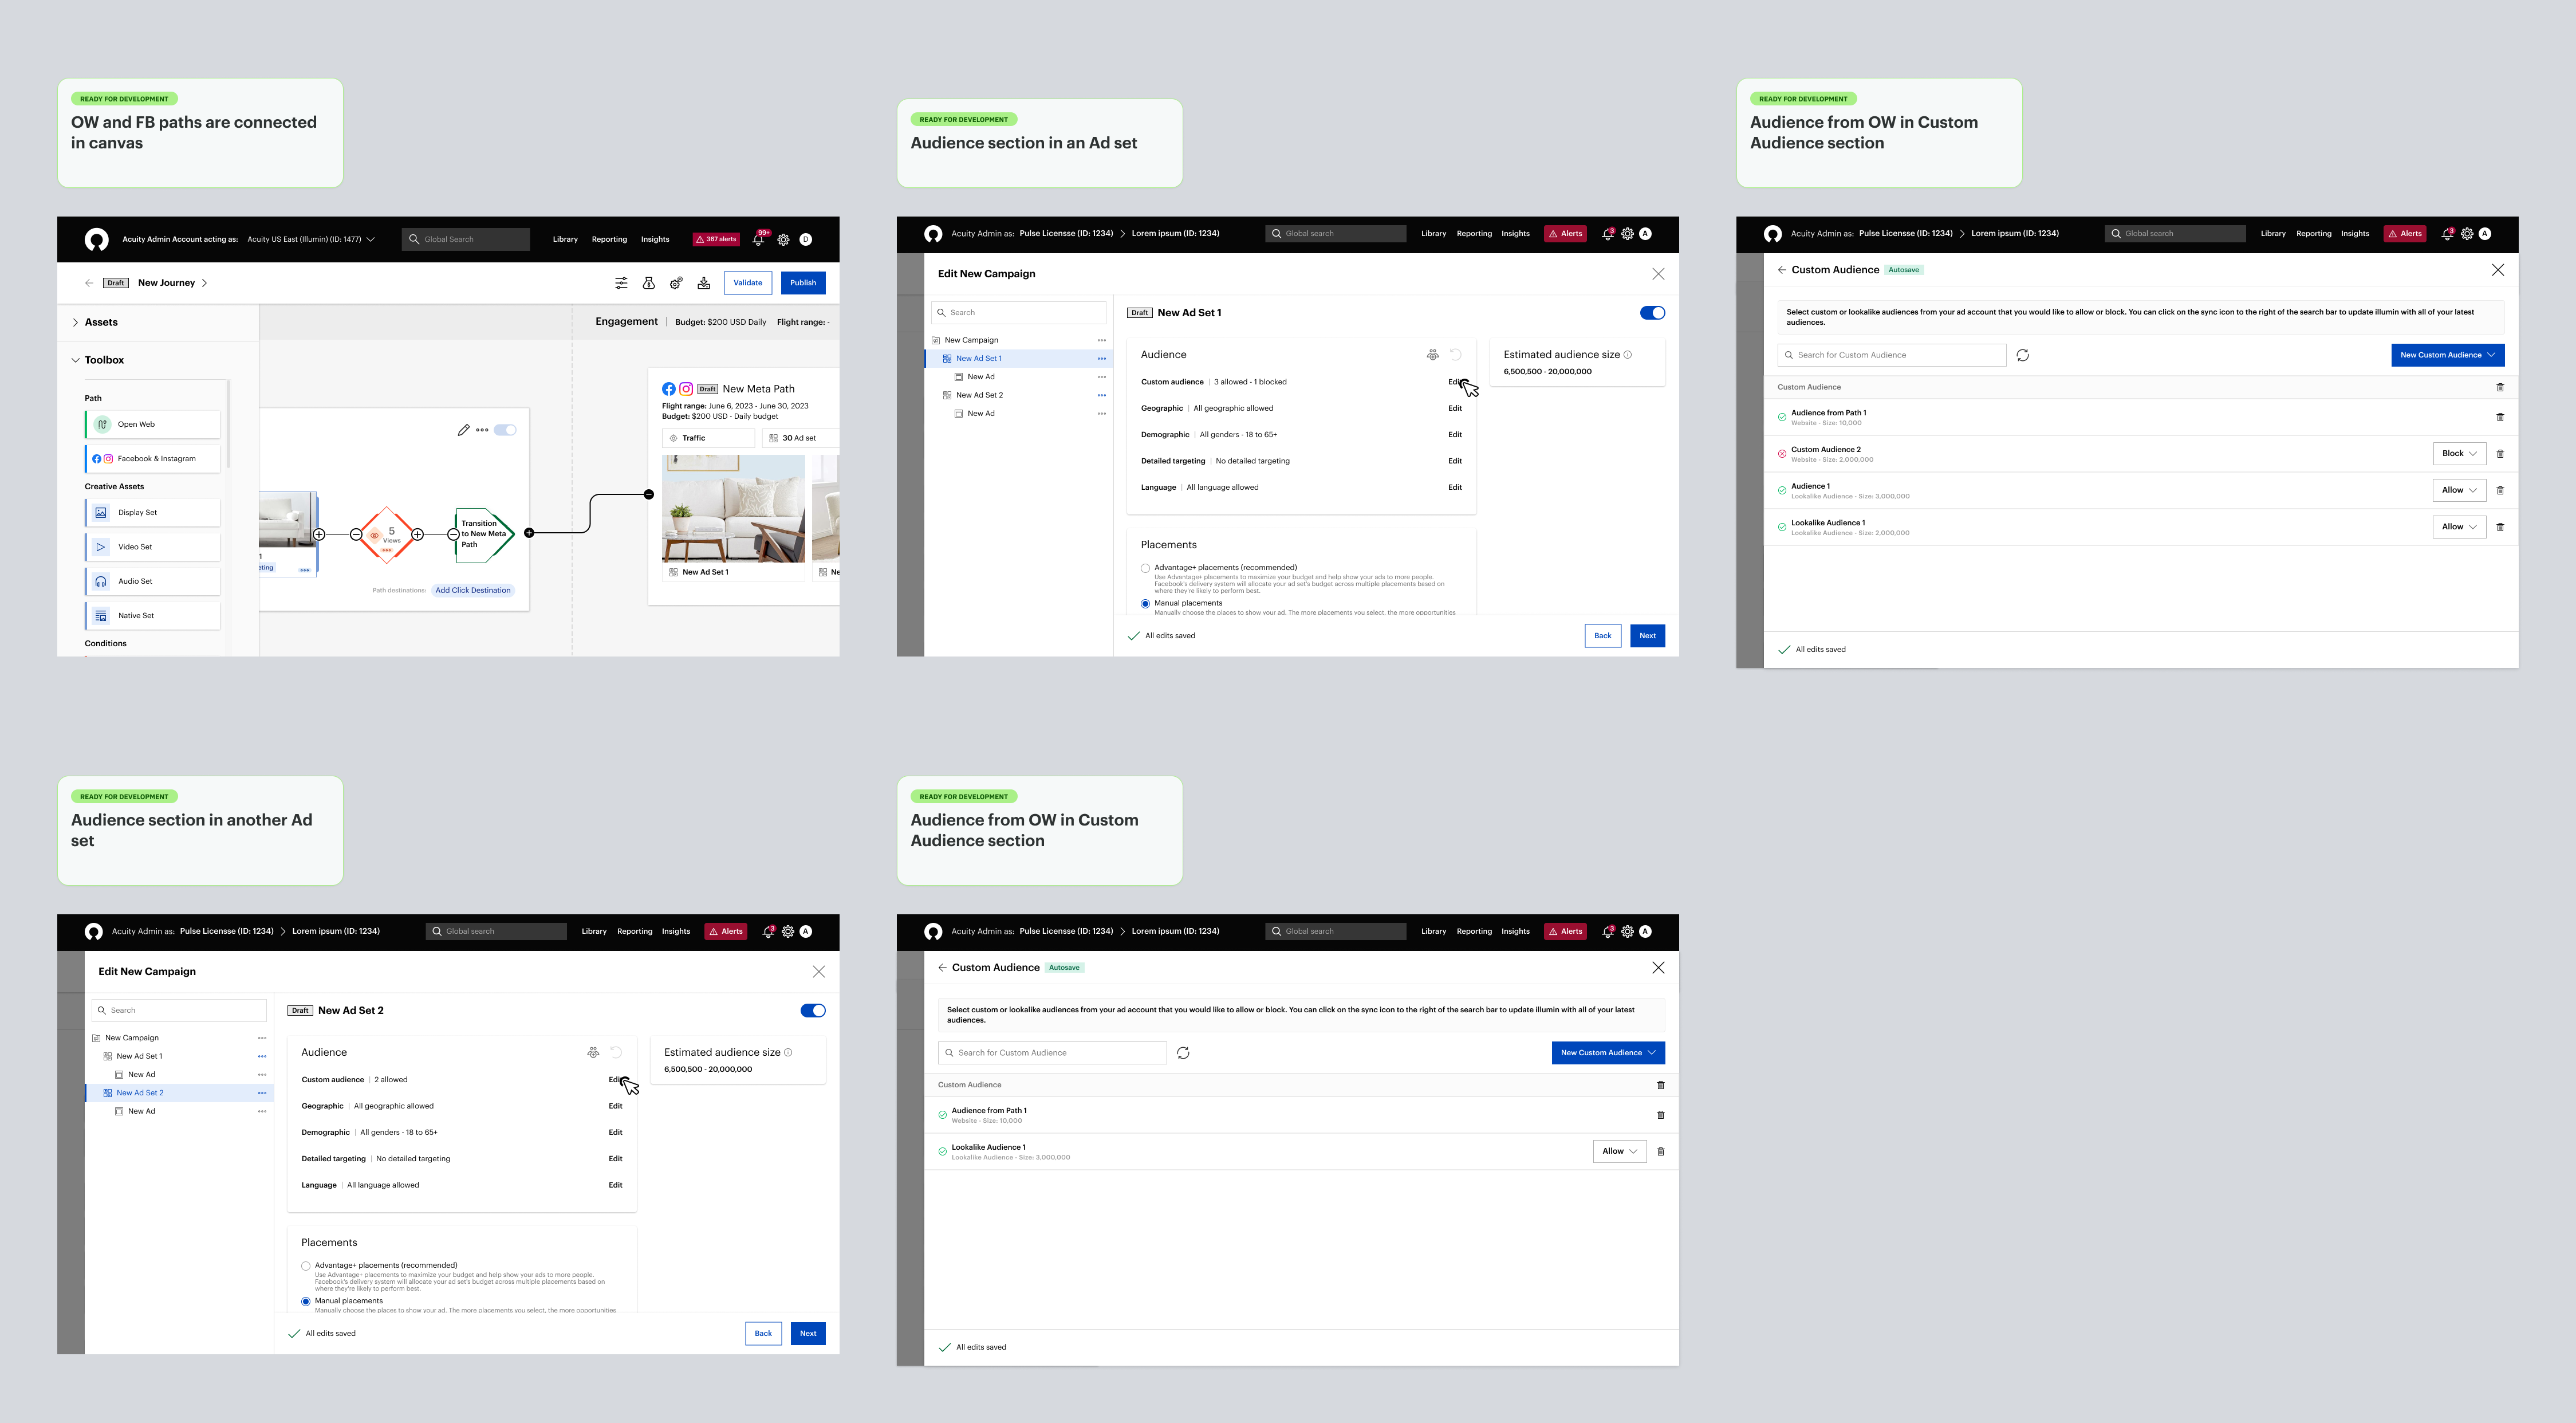 READY FOR DEVELOPMENT
OW and FB paths are connected
in canvas
READY FOR DEVELOPMENT
Audience section in an Ad set
READY FOR DEVELOPMENT
Audience from OW in Custom
Audience section
Acuity Admin Account acting as: Acuity US East (Illumin) (ID: 1477)
Global Search
Library Reporting Insights
367 alerts
99+
D
Draft New Journey
Validate
Publish
Assets
Toolbox
Path
Open Web
Facebook & Instagram
Creative Assets
Display Set
Video Set
Audio Set
Native Set
Conditions
Engagement | Budget: $200 USD Daily Flight range: -
5
Views
Transition
to New Meta
Path
1
eting
Path destinations: Add Click Destination
Draft New Meta Path
Flight range: June 6, 2023 - June 30, 2023
Budget: $200 USD - Daily budget
Traffic
30 Ad set
New Ad Set 1
Ne
Acuity Admin as: Pulse Licensse (ID: 1234) > Lorem ipsum (ID: 1234)
Global search
Library Reporting Insights
Alerts
3
A
Edit New Campaign
Search
New Campaign
New Ad Set 1
New Ad
New Ad Set 2
New Ad
Draft New Ad Set 1
Audience
Custom audience | 3 allowed - 1 blocked Edit
Geographic | All geographic allowed Edit
Demographic | All genders - 18 to 65+ Edit
Detailed targeting | No detailed targeting Edit
Language | All language allowed Edit
Estimated audience size
6,500,500 - 20,000,000
Placements
Advantage+ placements (recommended)
Use Advantage+ placements to maximize your budget and help show your ads to more people.
Facebook's delivery system will allocate your ad set's budget across multiple placements based on
where they're likely to perform best.
Manual placements
Manually choose the places to show your ad. The more placements you select, the more opportunities
All edits saved
Back
Next
Acuity Admin as: Pulse Licensse (ID: 1234) > Lorem ipsum (ID: 1234)
Global search
Library Reporting Insights
Alerts
3
A
Custom Audience Autosave
Select custom or lookalike audiences from your ad account that you would like to allow or block. You can click on the sync icon to the right of the search bar to update illumin with all of your latest
audiences.
Search for Custom Audience
New Custom Audience
Custom Audience
Audience from Path 1
Website - Size: 10,000
Custom Audience 2
Website - Size: 2,000,000
Block
Audience 1
Lookalike Audience - Size: 3,000,000
Allow
Lookalike Audience 1
Lookalike Audience - Size: 2,000,000
Allow
All edits saved
READY FOR DEVELOPMENT
Audience section in another Ad
set
READY FOR DEVELOPMENT
Audience from OW in Custom
Audience section
Acuity Admin as: Pulse Licensse (ID: 1234) > Lorem ipsum (ID: 1234)
Global search
Library Reporting Insights
Alerts
3
A
Edit New Campaign
Search
New Campaign
New Ad Set 1
New Ad
New Ad Set 2
New Ad
Draft New Ad Set 2
Audience
Custom audience | 2 allowed Edit
Geographic | All geographic allowed Edit
Demographic | All genders - 18 to 65+ Edit
Detailed targeting | No detailed targeting Edit
Language | All language allowed Edit
Estimated audience size
6,500,500 - 20,000,000
Placements
Advantage+ placements (recommended)
Use Advantage+ placements to maximize your budget and help show your ads to more people.
Facebook's delivery system will allocate your ad set's budget across multiple placements based on
where they're likely to perform best.
Manual placements
Manually choose the places to show your ad. The more placements you select, the more opportunities
All edits saved
Back
Next
Acuity Admin as: Pulse Licensse (ID: 1234) > Lorem ipsum (ID: 1234)
Global search
Library Reporting Insights
Alerts
3
A
Custom Audience Autosave
Select custom or lookalike audiences from your ad account that you would like to allow or block. You can click on the sync icon to the right of the search bar to update illumin with all of your latest
audiences.
Search for Custom Audience
New Custom Audience
Custom Audience
Audience from Path 1
Website - Size: 10,000
Lookalike Audience 1
Lookalike Audience - Size: 3,000,000
Allow
All edits saved